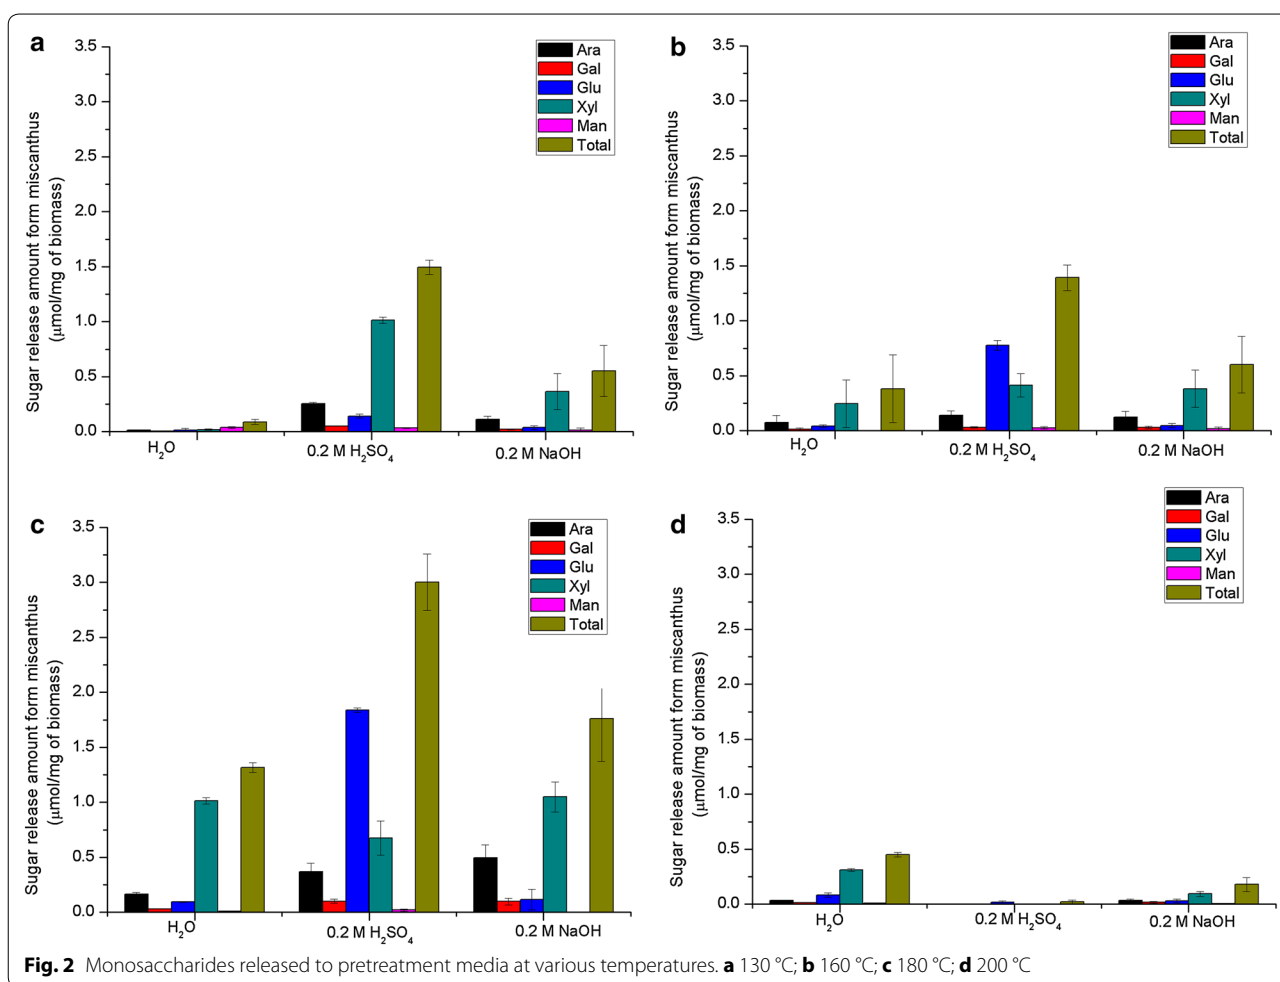 a
3.5
3.0
2.5
2.0
1.5
1.0
0.5
0.0
Sugar release amount form miscanthus
(μmol/mg of biomass)
Ara
Gal
Glu
Xyl
Man
Total
H₂O
0.2 M H₂SO₄
0.2 M NaOH
b
3.5
3.0
2.5
2.0
1.5
1.0
0.5
0.0
Sugar release amount form miscanthus
(μmol/mg of biomass)
Ara
Gal
Glu
Xyl
Man
Total
H₂O
0.2 M H₂SO₄
0.2 M NaOH
c
3.5
3.0
2.5
2.0
1.5
1.0
0.5
0.0
Sugar release amount form miscanthus
(μmol/mg of biomass)
Ara
Gal
Glu
Xyl
Man
Total
H₂O
0.2 M H₂SO₄
0.2 M NaOH
d
3.5
3.0
2.5
2.0
1.5
1.0
0.5
0.0
Sugar release amount form miscanthus
(μmol/mg of biomass)
Ara
Gal
Glu
Xyl
Man
Total
H₂O
0.2 M H₂SO₄
0.2 M NaOH
Fig. 2 Monosaccharides released to pretreatment media at various temperatures. a 130 °C; b 160 °C; c 180 °C; d 200 °C